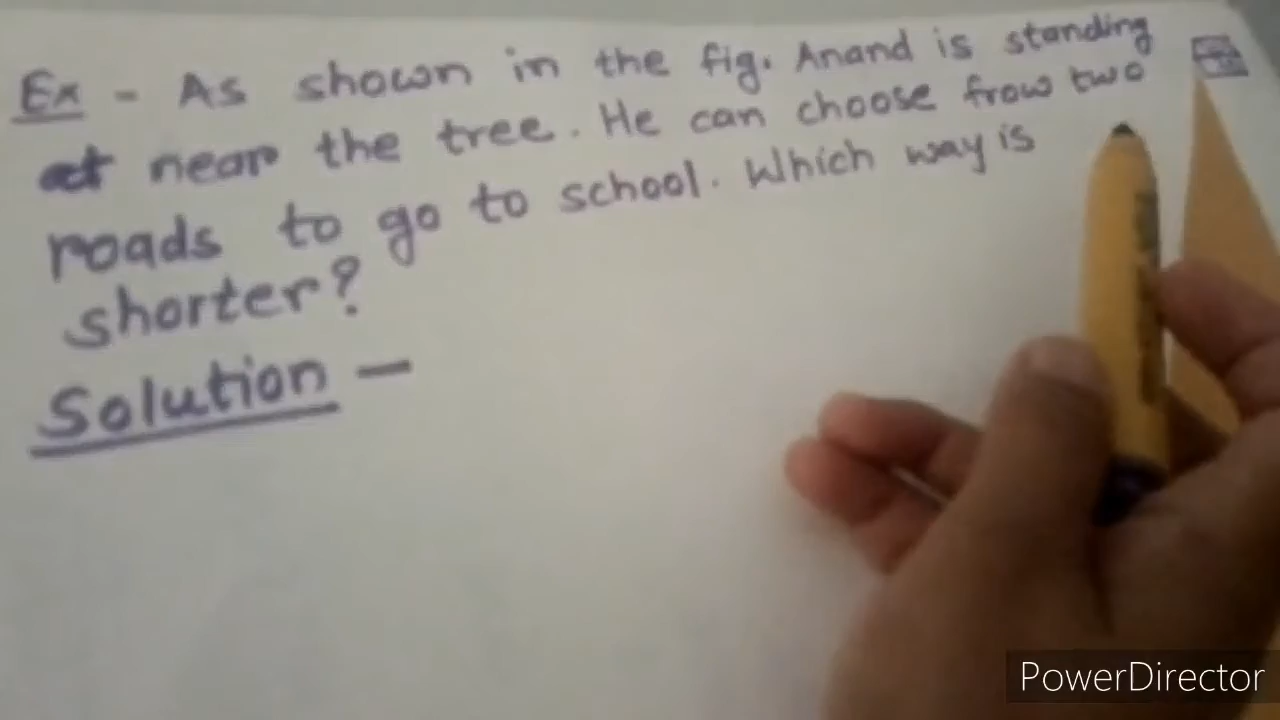 Ex - As shown in the fig. Anand is standing
at near the tree. He can choose from two
roads to go to school. Which way is
shorter?
Solution -
PowerDirector